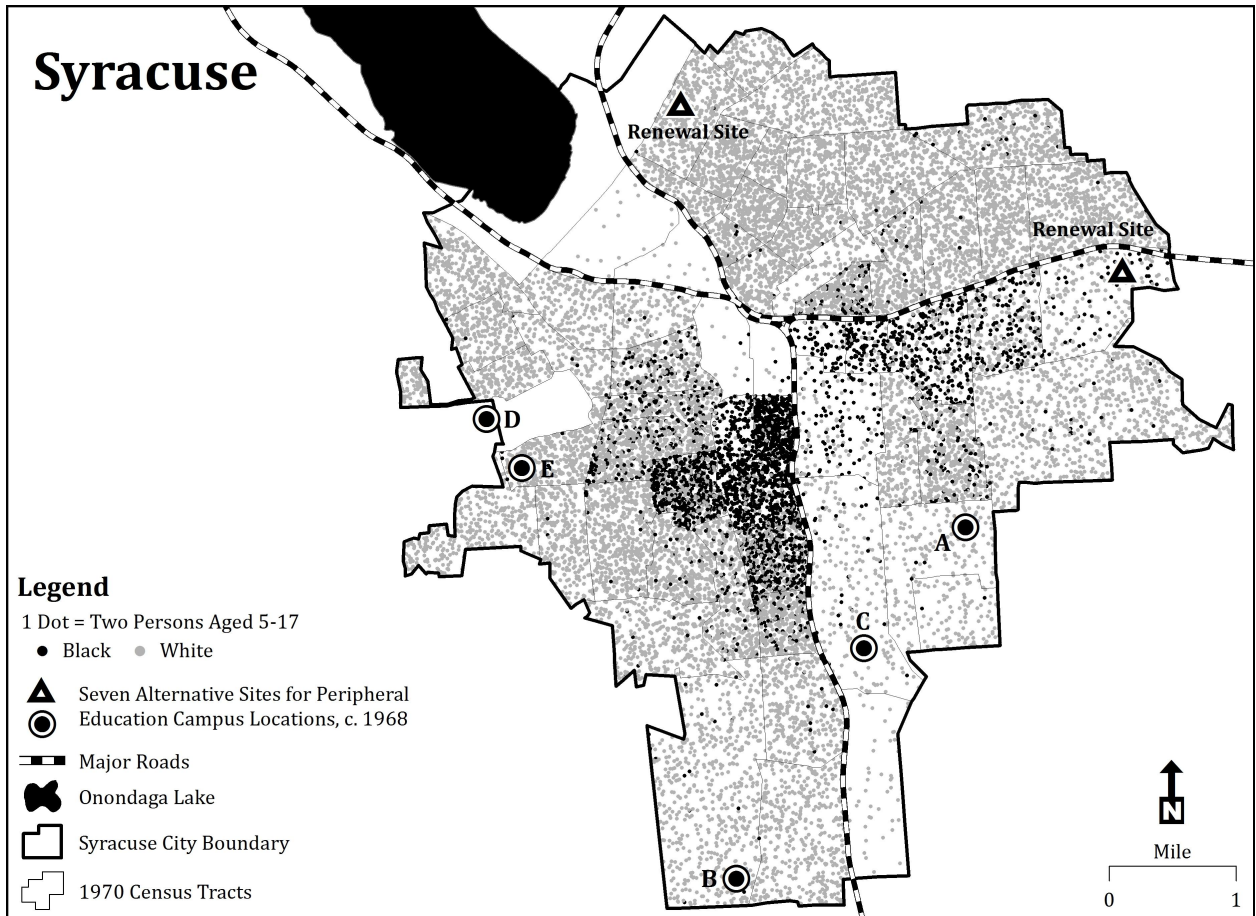 Syracuse
Renewal Site
Renewal Site
D
E
A
C
B
Legend
1 Dot = Two Persons Aged 5-17
Black White
Seven Alternative Sites for Peripheral
Education Campus Locations, c. 1968
Major Roads
Onondaga Lake
Syracuse City Boundary
1970 Census Tracts
N
Mile
0 1